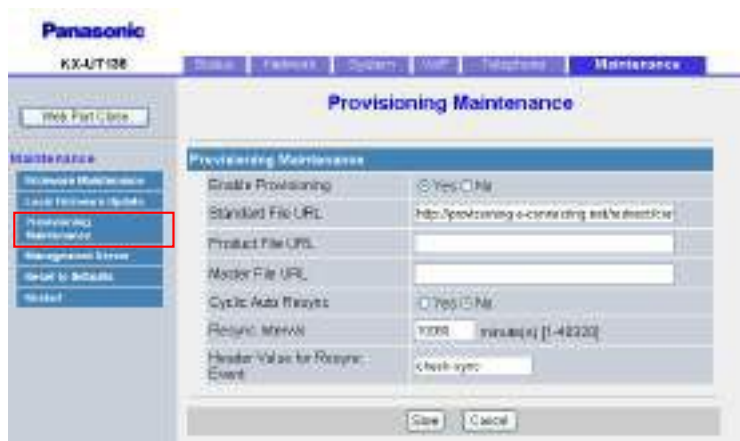 Panasonic
KX-UT136
Status Network System VoIP Telephone Maintenance
Web Port Close
Provisioning Maintenance
Maintenance
Firmware Maintenance
Local Firmware Update
Provisioning
Maintenance
Management Server
Reset to Defaults
Restart
Provisioning Maintenance
Enable Provisioning Yes No
Standard File URL
Product File URL
Master File URL
Cyclic Auto Resync Yes No
Resync Interval minute(s) [1-40320]
Header Value for Resync
Event check-sync
Save Cancel